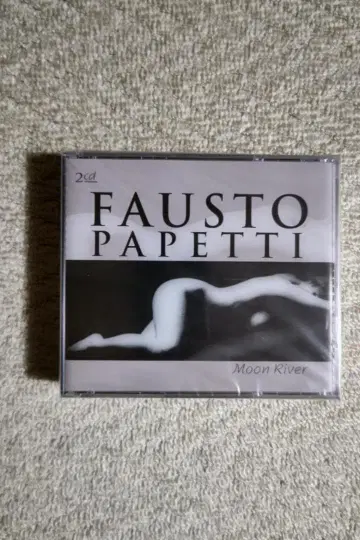 2cd
FAUSTO
PAPETTI
Moon River